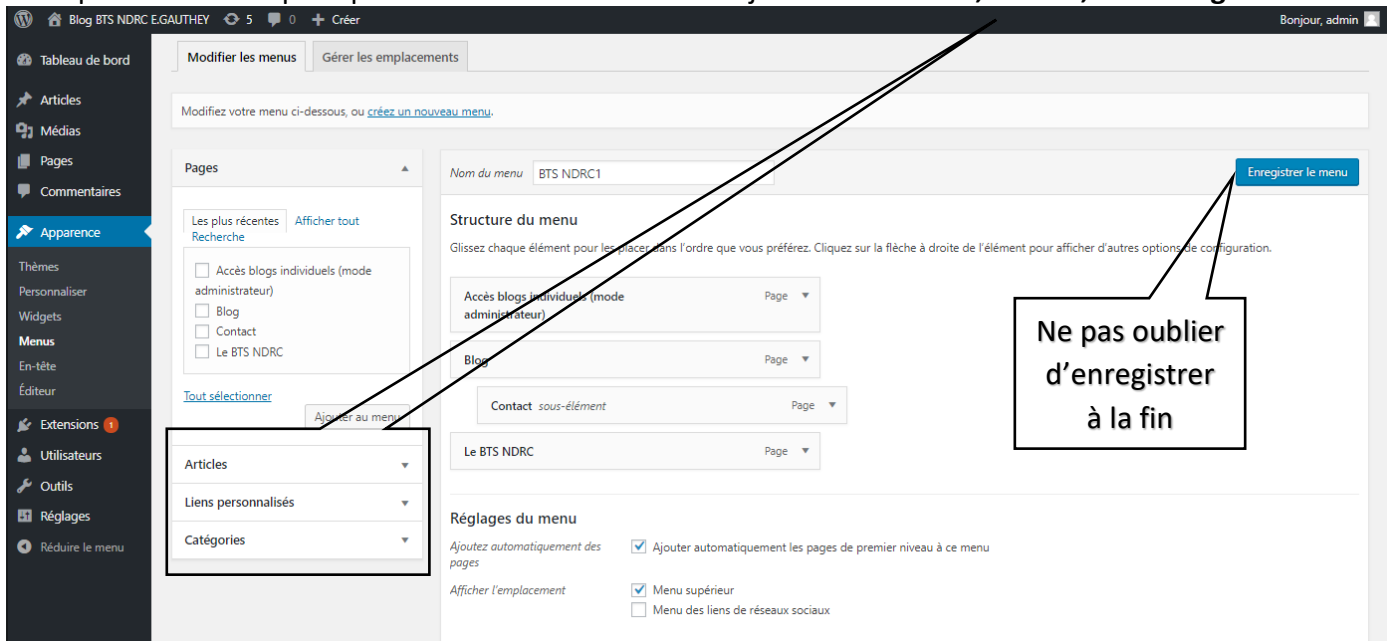 Blog BTS NDRC E.GAUTHEY 5 0 + Créer Bonjour, admin
Tableau de bord
Articles
Médias
Pages
Commentaires
Apparence
Thèmes
Personnaliser
Widgets
Menus
En-tête
Éditeur
Extensions 1
Utilisateurs
Outils
Réglages
Réduire le menu
Modifier les menus Gérer les emplacements
Modifiez votre menu ci-dessous, ou créez un nouveau menu.
Pages
Les plus récentes Afficher tout
Recherche
Accès blogs individuels (mode
administrateur)
Blog
Contact
Le BTS NDRC
Tout sélectionner
Ajouter au menu
Articles
Liens personnalisés
Catégories
Nom du menu BTS NDRC1 Enregistrer le menu
Structure du menu
Glissez chaque élément pour les placer dans l'ordre que vous préférez. Cliquez sur la flèche à droite de l'élément pour afficher d'autres options de configuration.
Accès blogs individuels (mode Page
administrateur)
Blog Page
Contact sous-élément Page
Le BTS NDRC Page
Ne pas oublier
d'enregistrer
à la fin
Réglages du menu
Ajoutez automatiquement des Ajouter automatiquement les pages de premier niveau à ce menu
pages
Afficher l'emplacement Menu supérieur
Menu des liens de réseaux sociaux